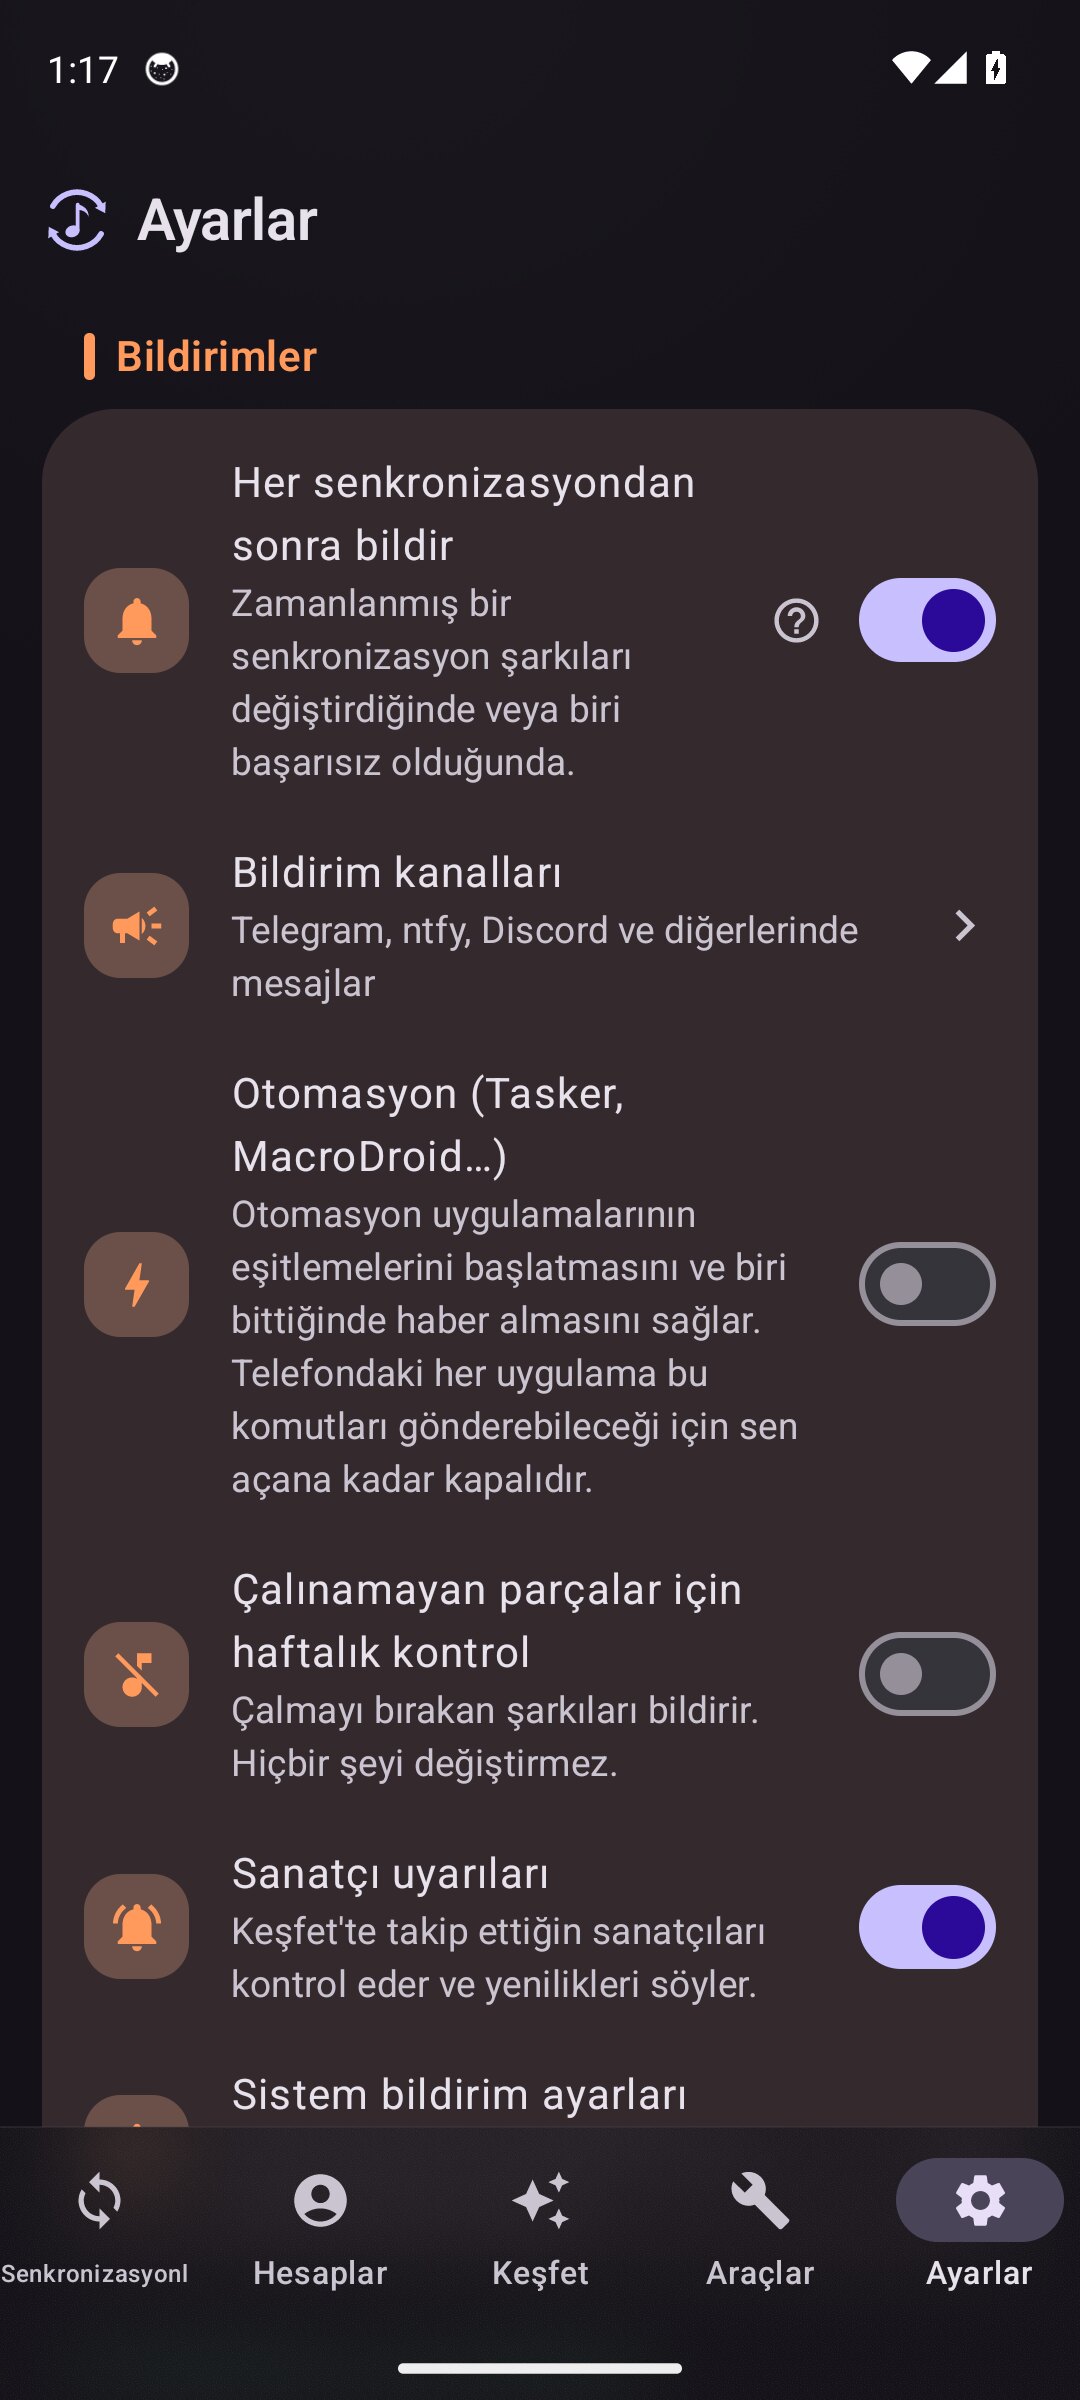 1:17
Ayarlar
Bildirimler
Her senkronizasyondan
sonra bildir
Zamanlanmış bir
senkronizasyon şarkıları
değiştirdiğinde veya biri
başarısız olduğunda.
Bildirim kanalları
Telegram, ntfy, Discord ve diğerlerinde
mesajlar
Otomasyon (Tasker,
MacroDroid…)
Otomasyon uygulamalarının
eşitlemelerini başlatmasını ve biri
bittiğinde haber almasını sağlar.
Telefondaki her uygulama bu
komutları gönderebileceği için sen
açana kadar kapalıdır.
Çalınamayan parçalar için
haftalık kontrol
Çalmayı bırakan şarkıları bildirir.
Hiçbir şeyi değiştirmez.
Sanatçı uyarıları
Keşfet'te takip ettiğin sanatçıları
kontrol eder ve yenilikleri söyler.
Sistem bildirim ayarları
Senkronizasyonl
Hesaplar
Keşfet
Araçlar
Ayarlar